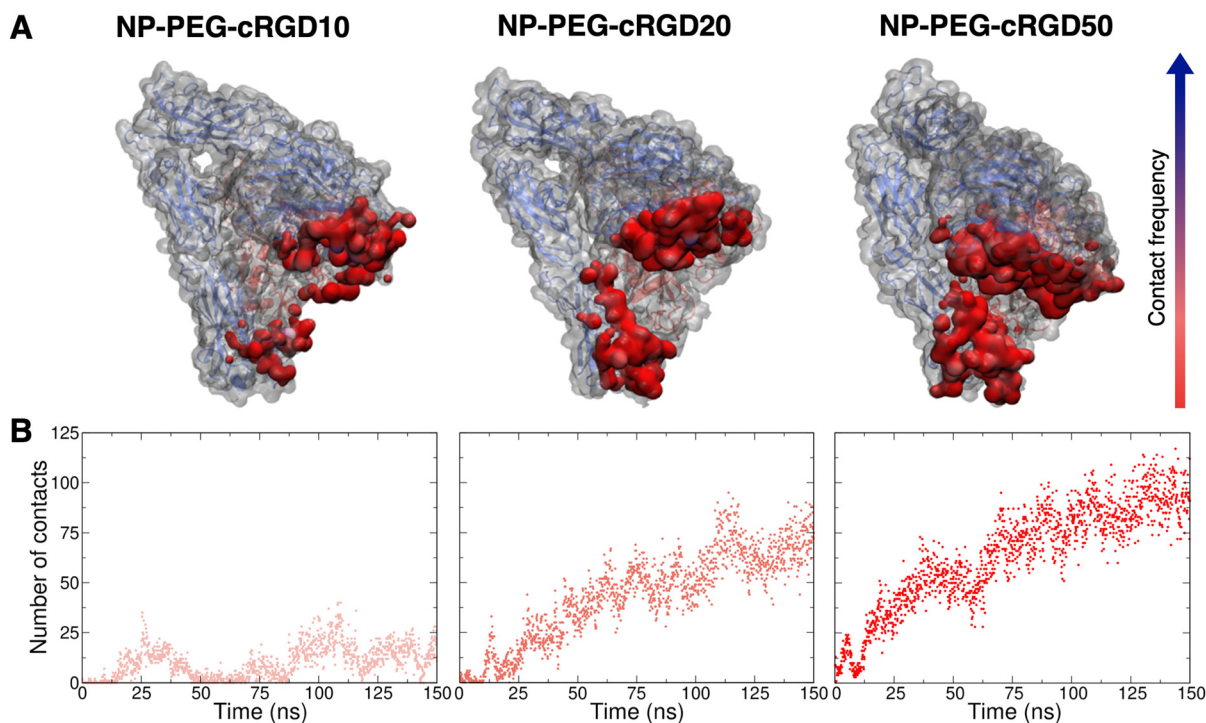 A
NP-PEG-cRGD10 NP-PEG-cRGD20 NP-PEG-cRGD50
Contact frequency
B
Number of contacts
125
100
75
50
25
0
0 25 50 75 100 125 150
0 25 50 75 100 125 150
0 25 50 75 100 125 150
Time (ns) Time (ns) Time (ns)